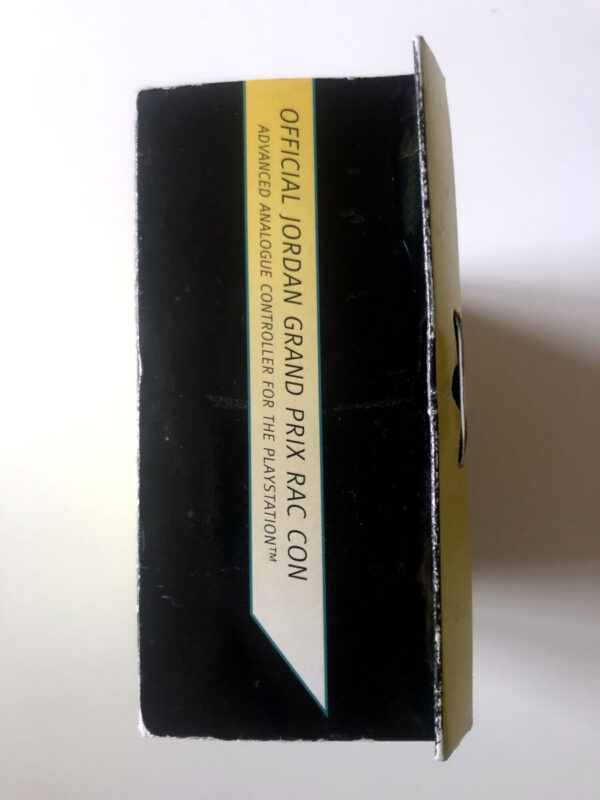 OFFICIAL JORDAN GRAND PRIX RAC CON
ADVANCED ANALOGUE CONTROLLER FOR THE PLAYSTATION™